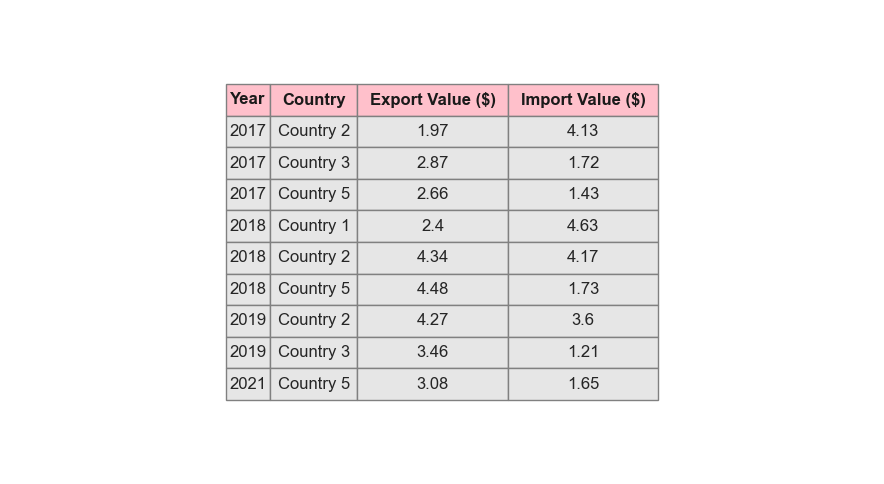 Year Country Export Value ($) Import Value ($)
2017 Country 2 1.97 4.13
2017 Country 3 2.87 1.72
2017 Country 5 2.66 1.43
2018 Country 1 2.4 4.63
2018 Country 2 4.34 4.17
2018 Country 5 4.48 1.73
2019 Country 2 4.27 3.6
2019 Country 3 3.46 1.21
2021 Country 5 3.08 1.65